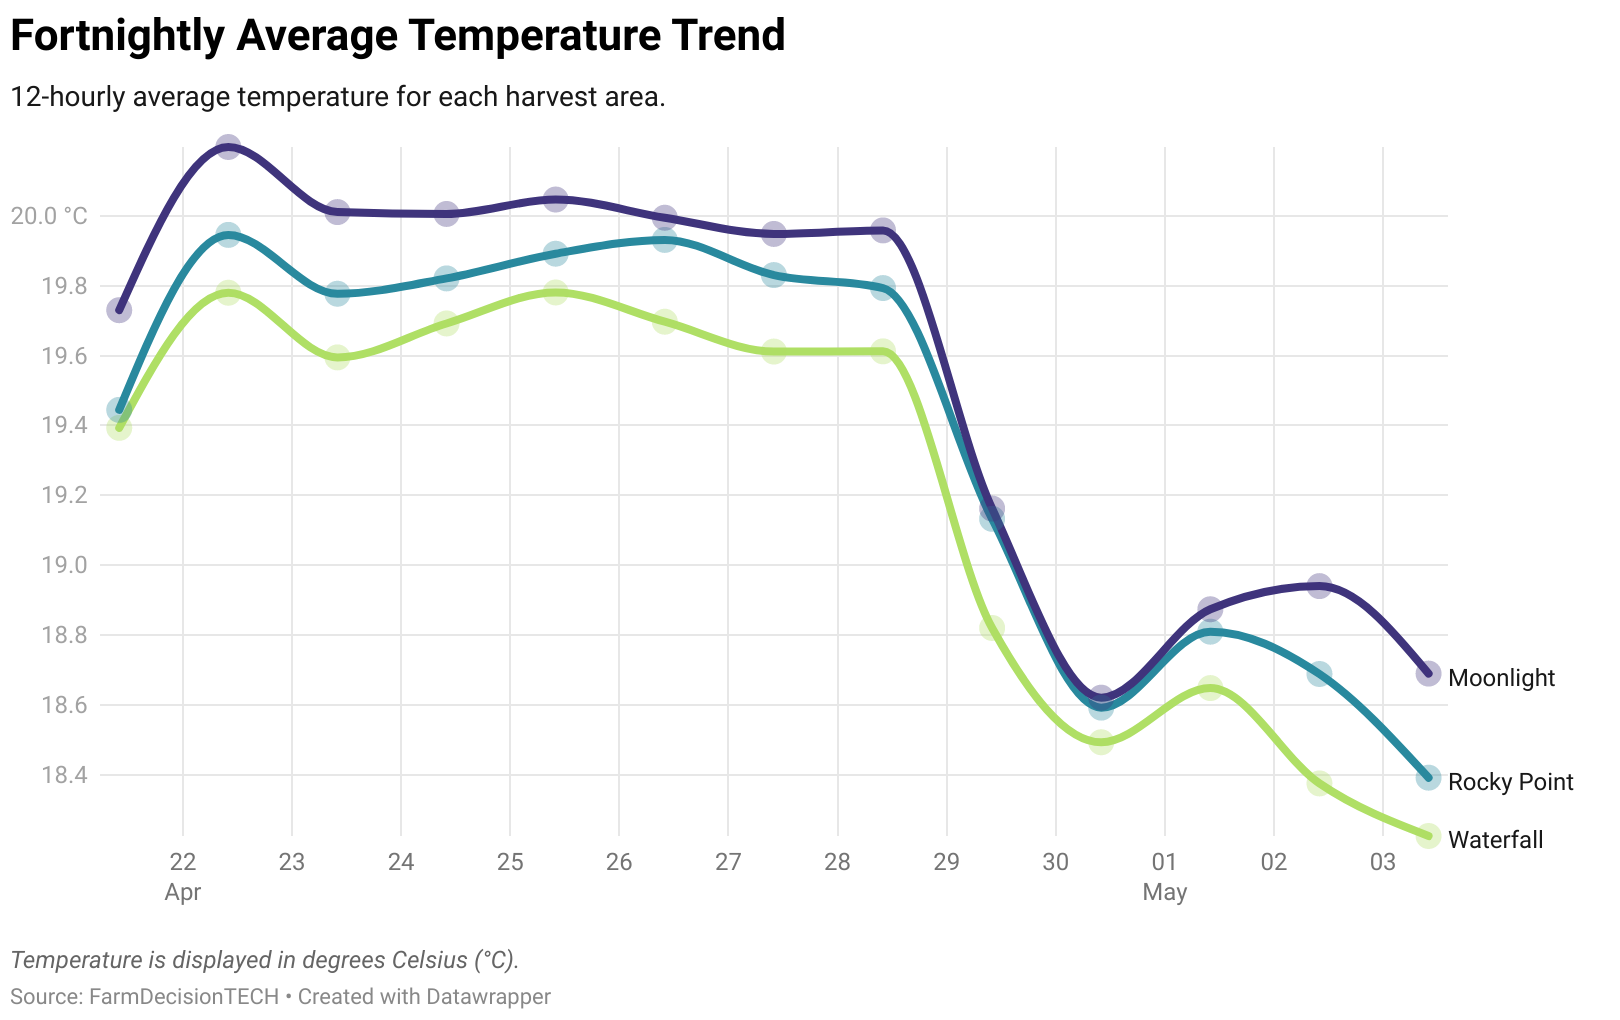 Fortnightly Average Temperature Trend
12-hourly average temperature for each harvest area.
20.0 °C
19.8
19.6
19.4
19.2
19.0
18.8
18.6
18.4
Moonlight
Rocky Point
Waterfall
22 23 24 25 26 27 28 29 30 01 02 03
Apr May
Temperature is displayed in degrees Celsius (°C).
Source: FarmDecisionTECH • Created with Datawrapper